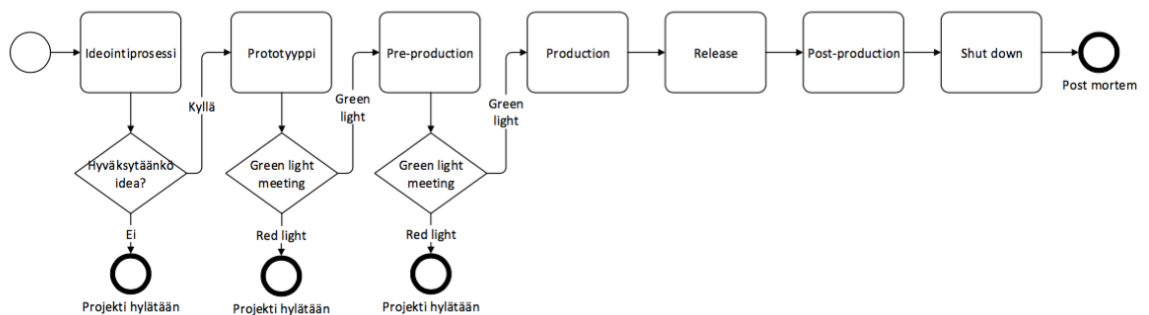 Ideointiprosessi
Prototyyppi
Pre-production
Production
Release
Post-production
Shut down
Post mortem
Kyllä
Green
light
Green
light
Hyväksytäänkö
idea?
Green light
meeting
Green light
meeting
Ei
Red light
Red light
Projekti hylätään
Projekti hylätään
Projekti hylätään